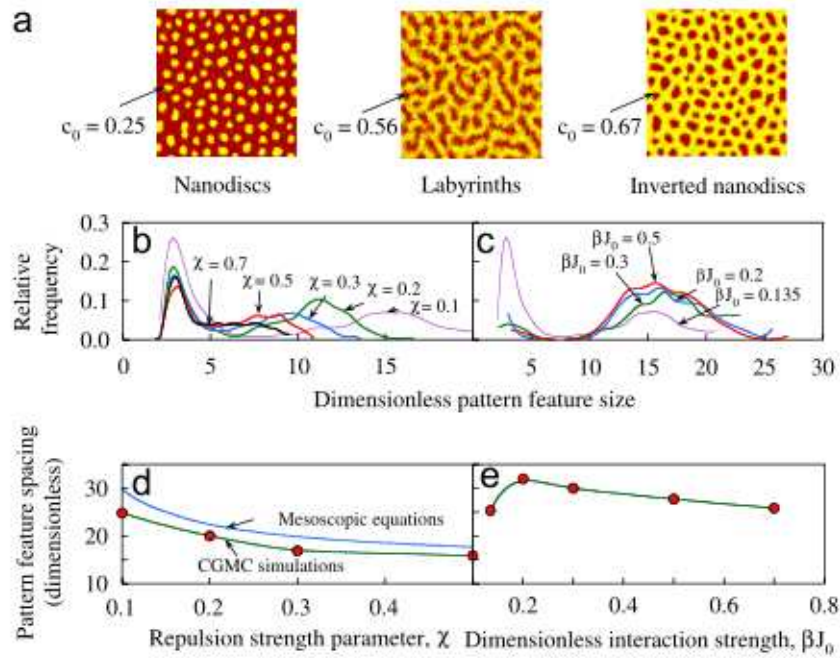 a
c₀ = 0.25
c₀ = 0.56
c₀ = 0.67
Nanodiscs
Labyrinths
Inverted nanodiscs
Relative frequency
0.3
0.2
0.1
0.0
b
χ = 0.7
χ = 0.5
χ = 0.3
χ = 0.2
χ = 0.1
c
βJ₀ = 0.5
βJ₀ = 0.3
βJ₀ = 0.2
βJ₀ = 0.135
0 5 10 15
5 10 15 20 25 30
Dimensionless pattern feature size
Pattern feature spacing
(dimensionless)
30
20
10
d
Mesoscopic equations
CGMC simulations
e
0.1 0.2 0.3 0.4
0.2 0.4 0.6 0.8
Repulsion strength parameter, χ
Dimensionless interaction strength, βJ₀